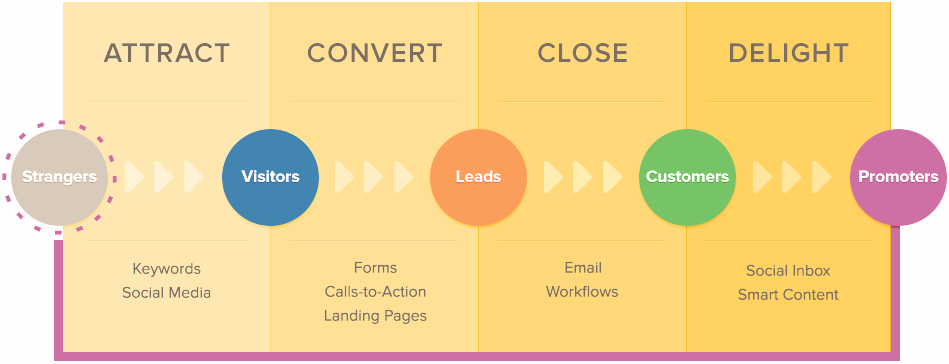 ATTRACT
CONVERT
CLOSE
DELIGHT
Strangers
Visitors
Leads
Customers
Promoters
Keywords
Social Media
Forms
Calls-to-Action
Landing Pages
Email
Workflows
Social Inbox
Smart Content